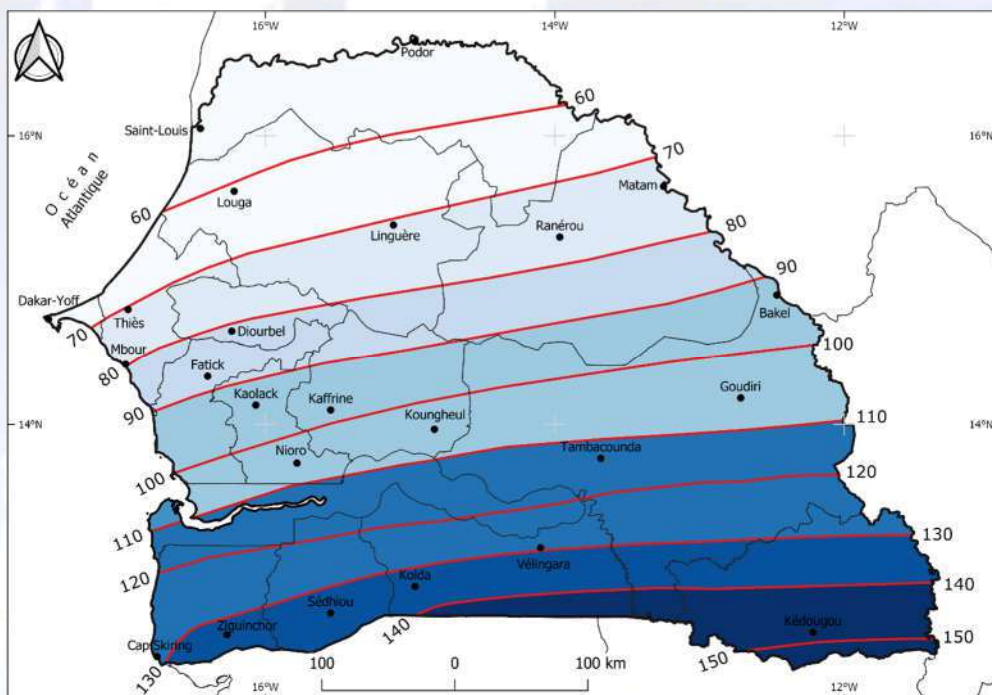 16°W
14°W
12°W
Podor
60
16°N
Saint-Louis
16°N
70
Océan
Atlantique
Matam
Louga
60
80
Linguère
Ranérou
90
Dakar-Yoff
Thiès
Bakel
70
Diourbel
100
Mbour
80
Fatick
Goudiri
Kaolack
Kaffrine
90
110
14°N
Koungheul
14°N
Nioro
Tambacounda
100
120
110
130
Vélingara
120
140
Kolda
Sédhiou
Ziguinchor
140
Kédougou
150
Cap Skiring
130
150
100
0
100 km
16°W
12°W